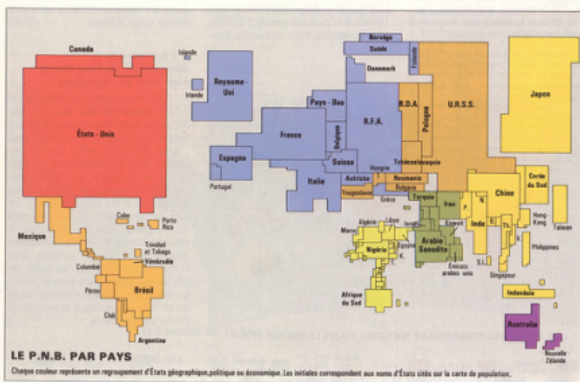 Canada
États - Unis
Mexique
Cuba
Porto Rico
Trinidad et Tobago
Vénézuéla
Colombie
Pérou
Brésil
Chili
Argentine
Islande
Irlande
Royaume - Uni
Norvège
Suède
Finlande
Danemark
Pays - Bas
Belgique
R.F.A.
R.D.A.
Pologne
U.R.S.S.
France
Suisse
Espagne
Portugal
Italie
Autriche
Hongrie
Tchécoslovaquie
Roumanie
Bulgarie
Yougoslavie
Grèce
Turquie
Iran
Israël
Koweit
Arabie Saoudite
Émirats arabes unis
Algérie
Libye
Maroc
Égypte
Nigéria
K.
Afrique du Sud
Japon
Chine
Corée du Sud
Inde
P.
N.
B.
Th.
V.
S.L.
Hong Kong
Taiwan
Philippines
Singapour
Indonésie
Australie
Nouvelle - Zélande
LE P.N.B. PAR PAYS
Chaque couleur représente un regroupement d'États géographique, politique ou économique. Les initiales correspondent aux noms d'États cités sur la carte de population.